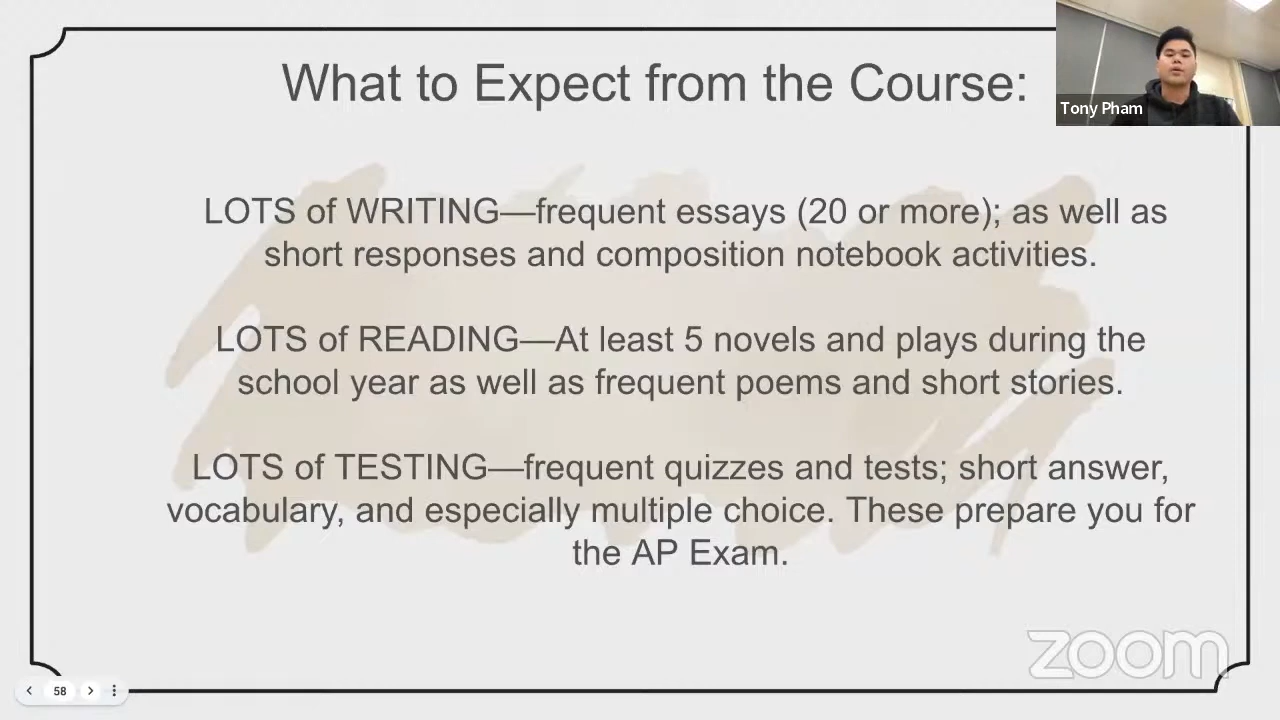 What to Expect from the Course:
Tony Pham
LOTS of WRITING—frequent essays (20 or more); as well as
short responses and composition notebook activities.
LOTS of READING—At least 5 novels and plays during the
school year as well as frequent poems and short stories.
LOTS of TESTING—frequent quizzes and tests; short answer,
vocabulary, and especially multiple choice. These prepare you for
the AP Exam.
zoom
58